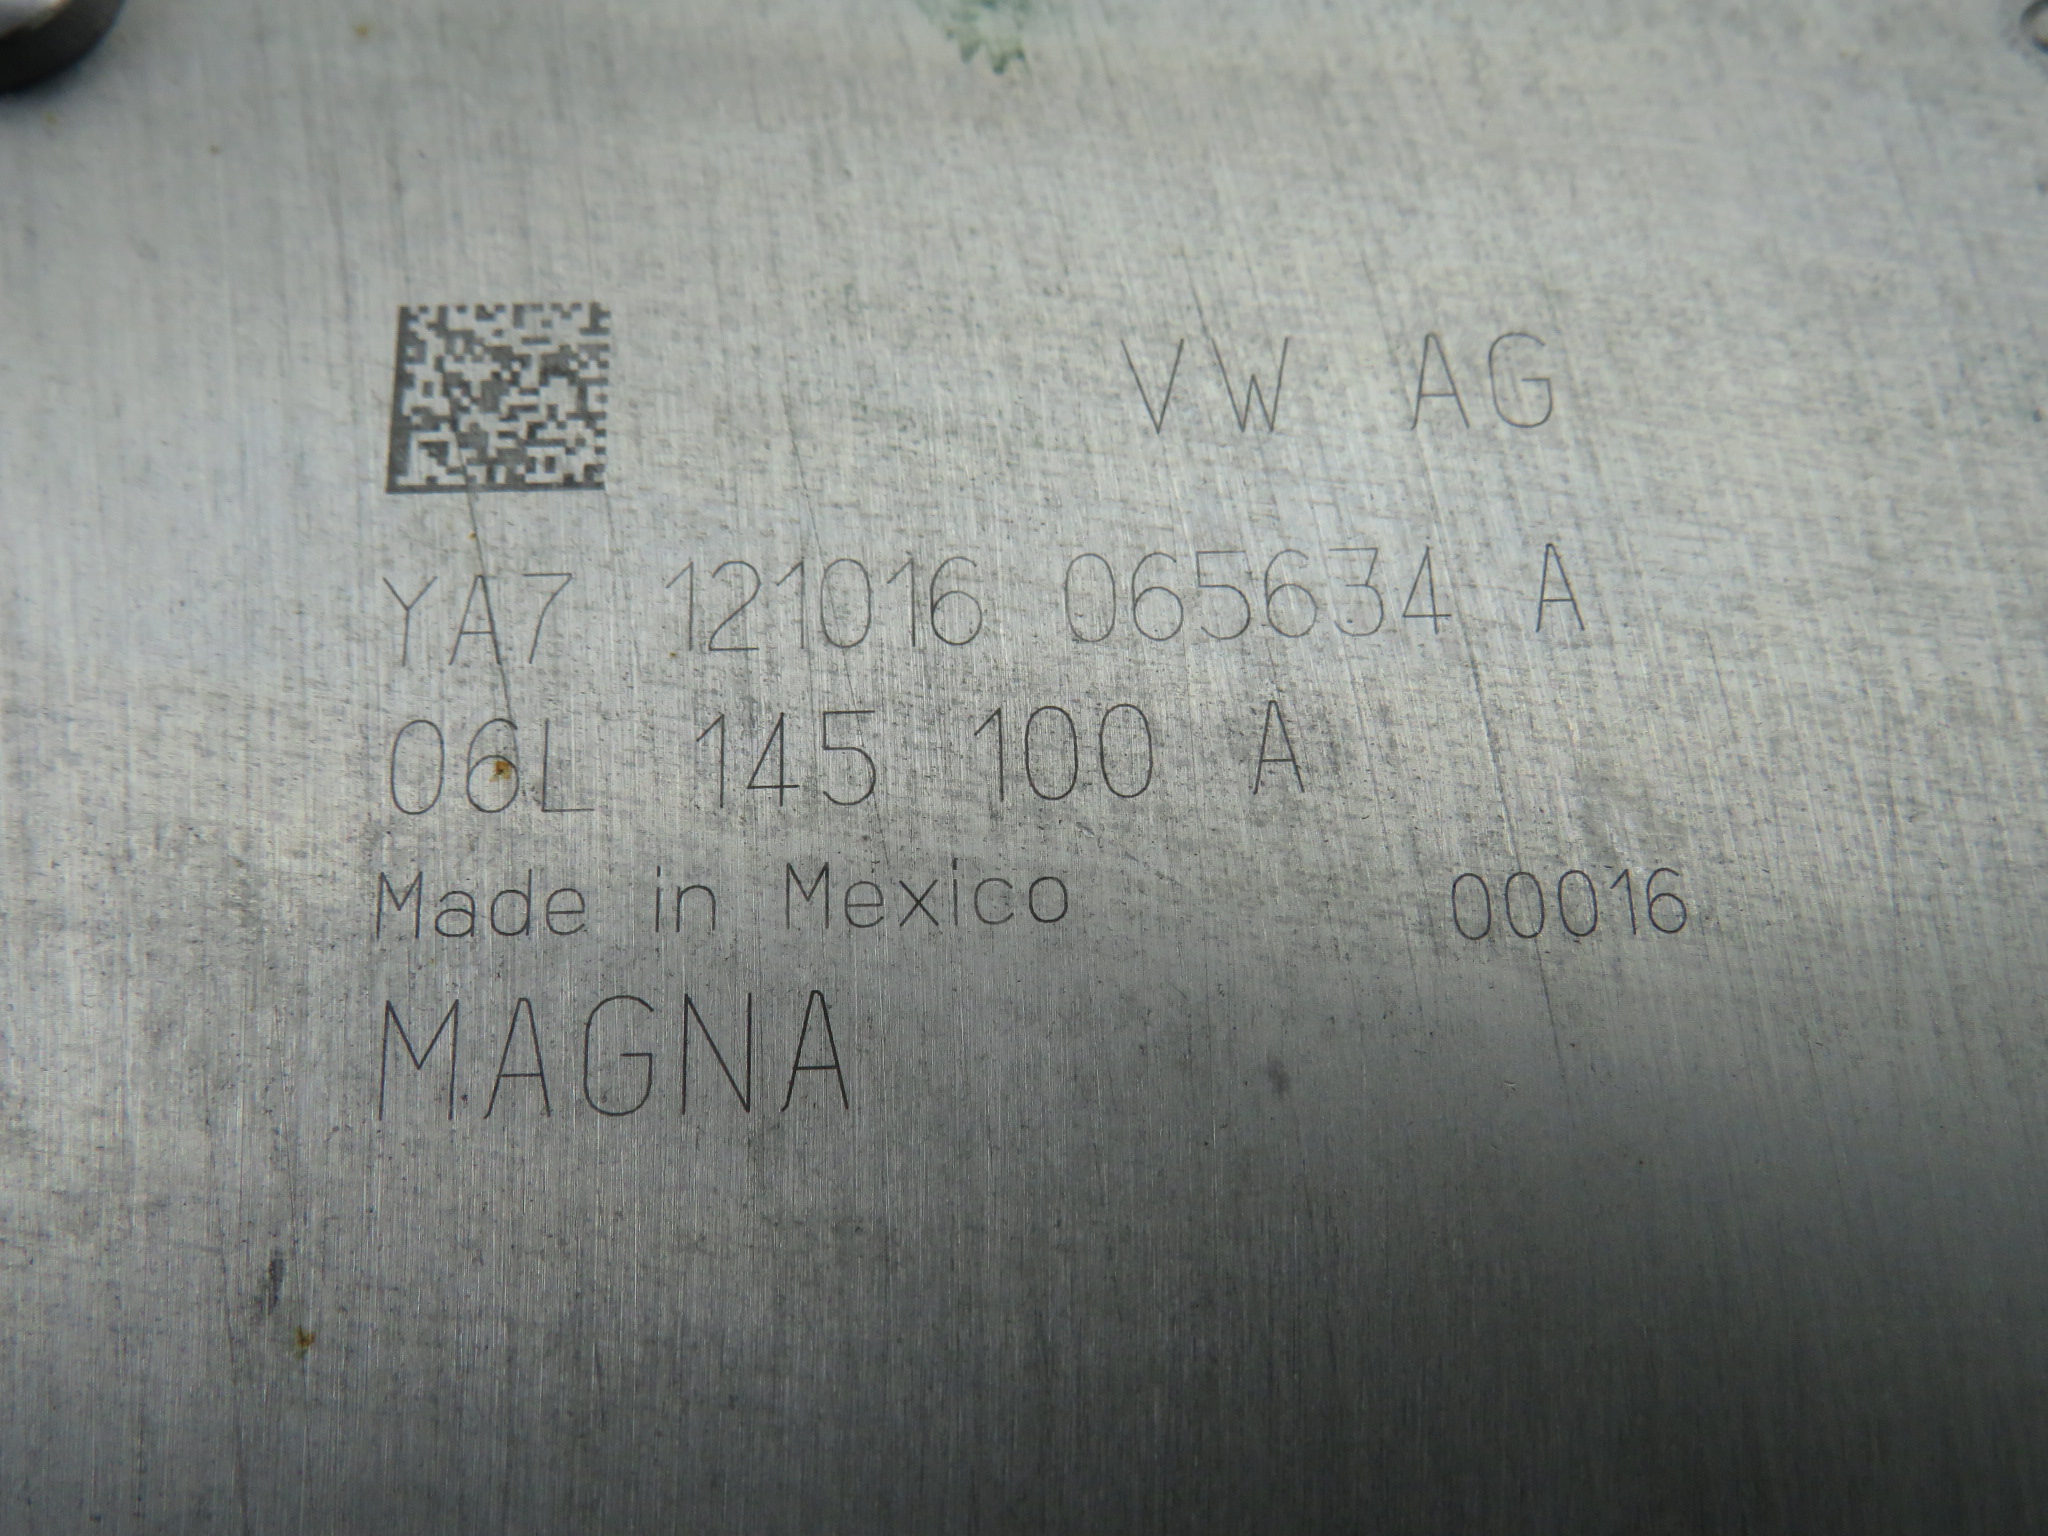 VW AG
YA7 121016 065634 A
06L 145 100 A
Made in Mexico 00016
MAGNA